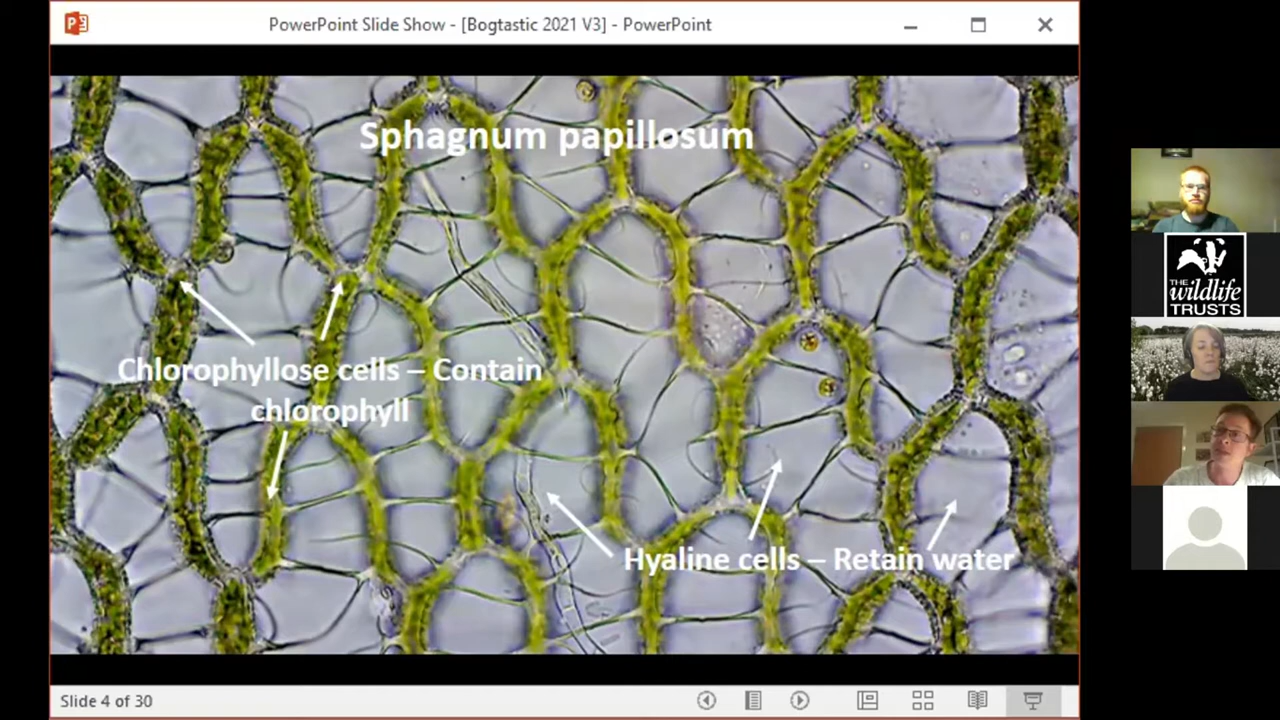 PowerPoint Slide Show - [Bogtastic 2021 V3] - PowerPoint
Sphagnum papillosum
Chlorophyllose cells – Contain
chlorophyll
Hyaline cells – Retain water
Slide 4 of 30
THE
wildlife
TRUSTS